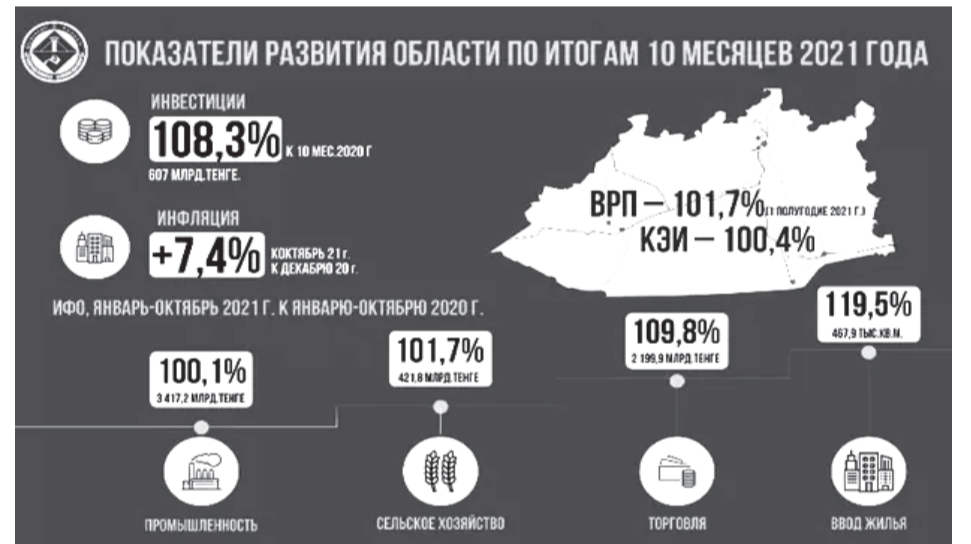 ПОКАЗАТЕЛИ РАЗВИТИЯ ОБЛАСТИ ПО ИТОГАМ 10 МЕСЯЦЕВ 2021 ГОДА
ИНВЕСТИЦИИ
108,3% К 10 МЕС.2020 Г
607 МЛРД.ТЕНГЕ.
ИНФЛЯЦИЯ
+7,4% КОКТЯБРЬ 21 г.
К ДЕКАБРЮ 20 г.
ВРП – 101,7% (1 ПОЛУГОДИЕ 2021 Г.)
КЭИ – 100,4%
ИФО, ЯНВАРЬ-ОКТЯБРЬ 2021 Г. К ЯНВАРЮ-ОКТЯБРЮ 2020 Г.
100,1%
3 417,2 МЛРД.ТЕНГЕ
ПРОМЫШЛЕННОСТЬ
101,7%
421,8 МЛРД.ТЕНГЕ
СЕЛЬСКОЕ ХОЗЯЙСТВО
109,8%
2 199,9 МЛРД.ТЕНГЕ
ТОРГОВЛЯ
119,5%
467,9 ТЫС.КВ.М.
ВВОД ЖИЛЬЯ